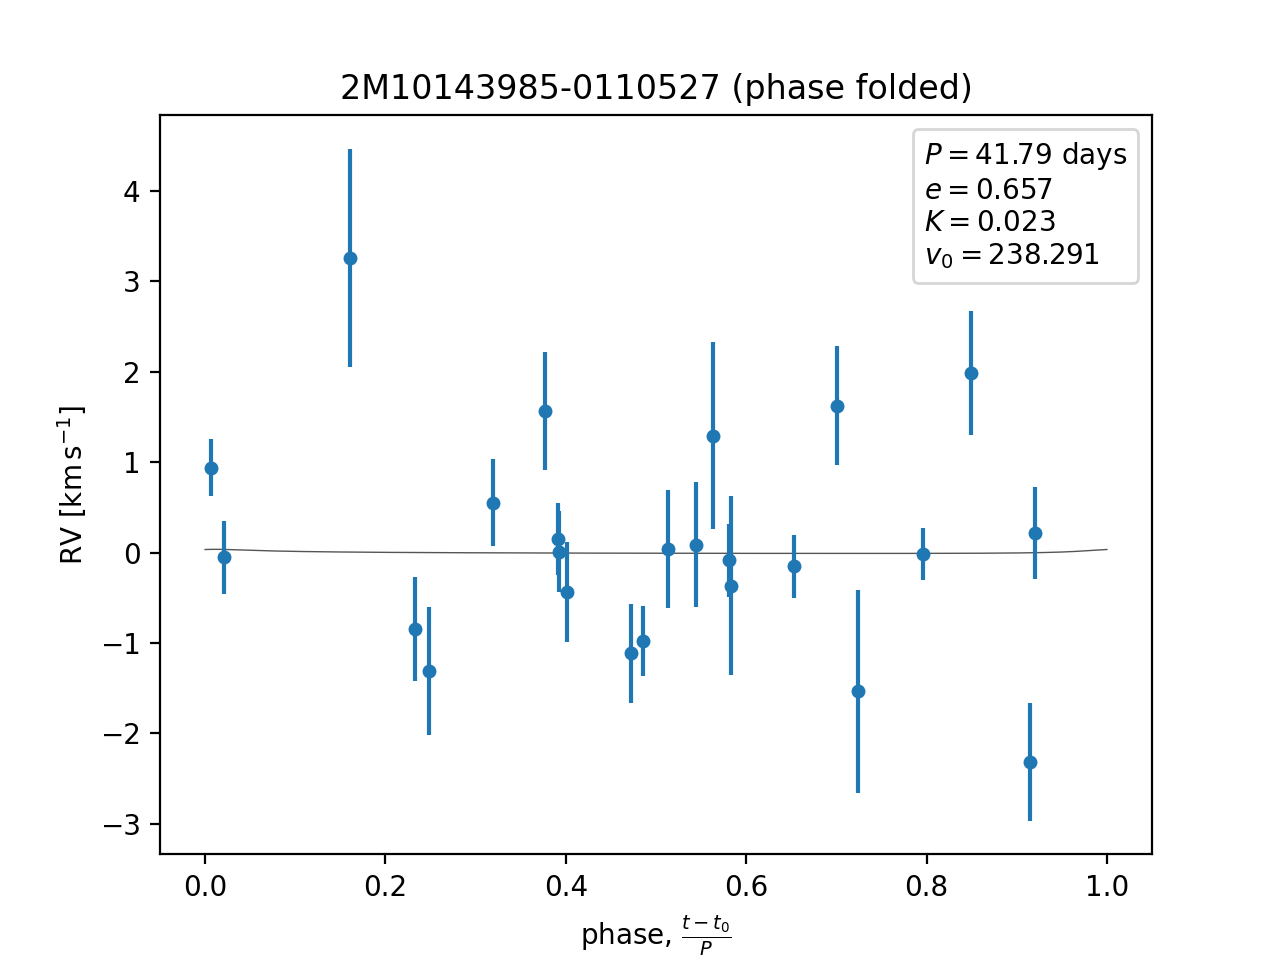 2M10143985-0110527 (phase folded)
P = 41.79 days
e = 0.657
K = 0.023
v₀ = 238.291
4
3
2
1
0
−1
−2
−3
RV [km s⁻¹]
0.0 0.2 0.4 0.6 0.8 1.0
phase, (t − t₀)/P